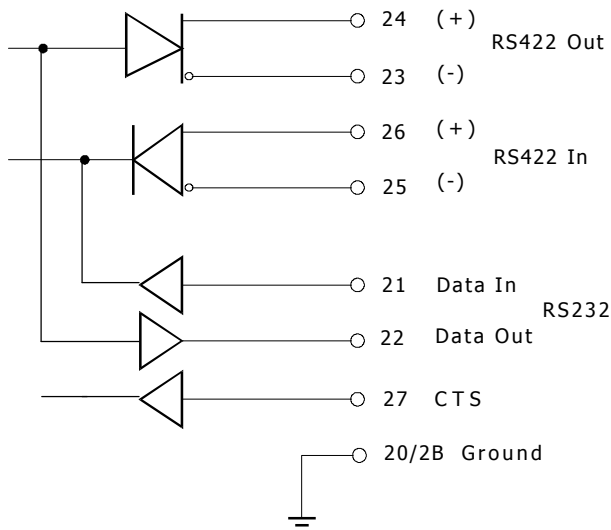 24 (+)
RS422 Out
23 (-)
26 (+)
RS422 In
25 (-)
21 Data In
RS232
22 Data Out
27 CTS
20/2B Ground